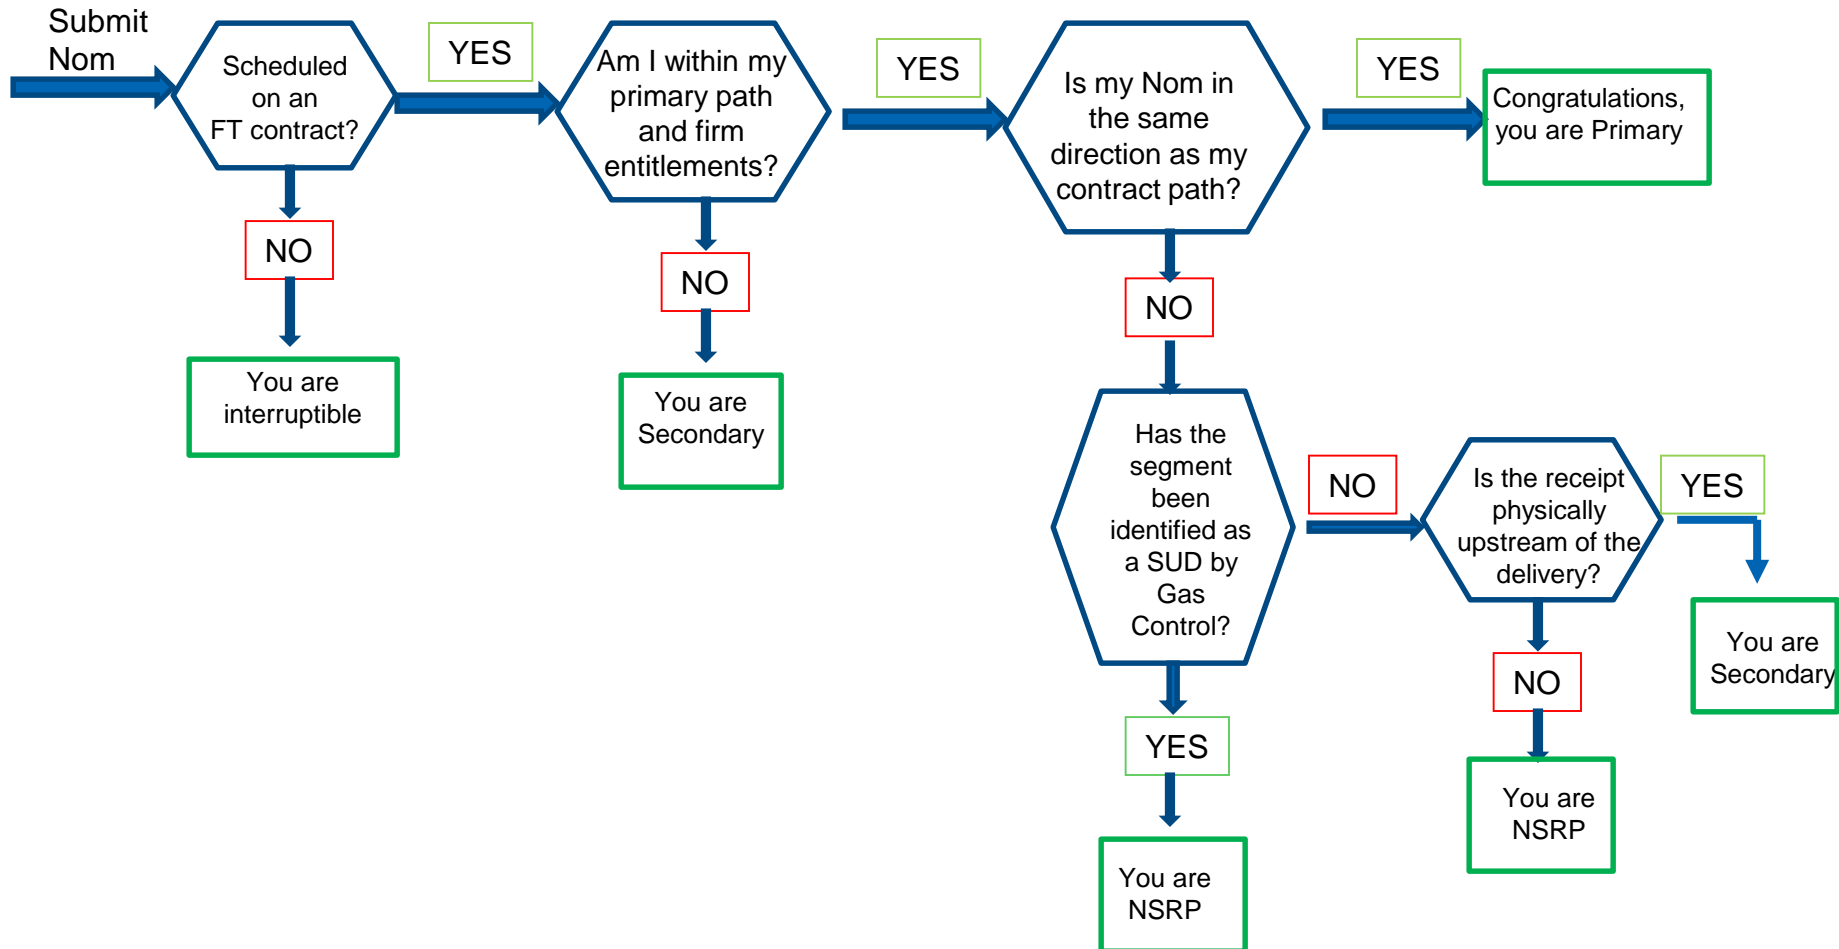 Submit
Nom
Scheduled
on an
FT contract?
YES
Am I within my
primary path
and firm
entitlements?
YES
Is my Nom in
the same
direction as my
contract path?
YES
Congratulations,
you are Primary
NO
You are
interruptible
NO
You are
Secondary
NO
Has the
segment
been
identified as
a SUD by
Gas
Control?
NO
Is the receipt
physically
upstream of the
delivery?
YES
You are
Secondary
NO
You are
NSRP
YES
You are
NSRP